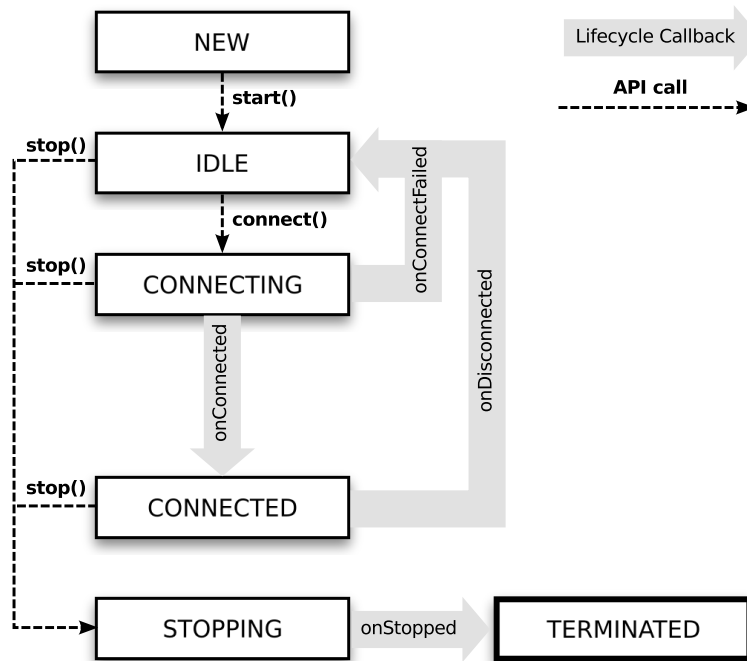 NEW
Lifecycle Callback
API call
start()
stop()
IDLE
onConnectFailed
connect()
stop()
CONNECTING
onDisconnected
onConnected
stop()
CONNECTED
STOPPING
onStopped
TERMINATED